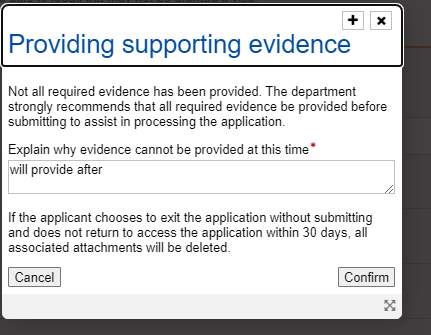 Providing supporting evidence
Not all required evidence has been provided. The department
strongly recommends that all required evidence be provided before
submitting to assist in processing the application.
Explain why evidence cannot be provided at this time*
will provide after
If the applicant chooses to exit the application without submitting
and does not return to access the application within 30 days, all
associated attachments will be deleted.
Cancel Confirm